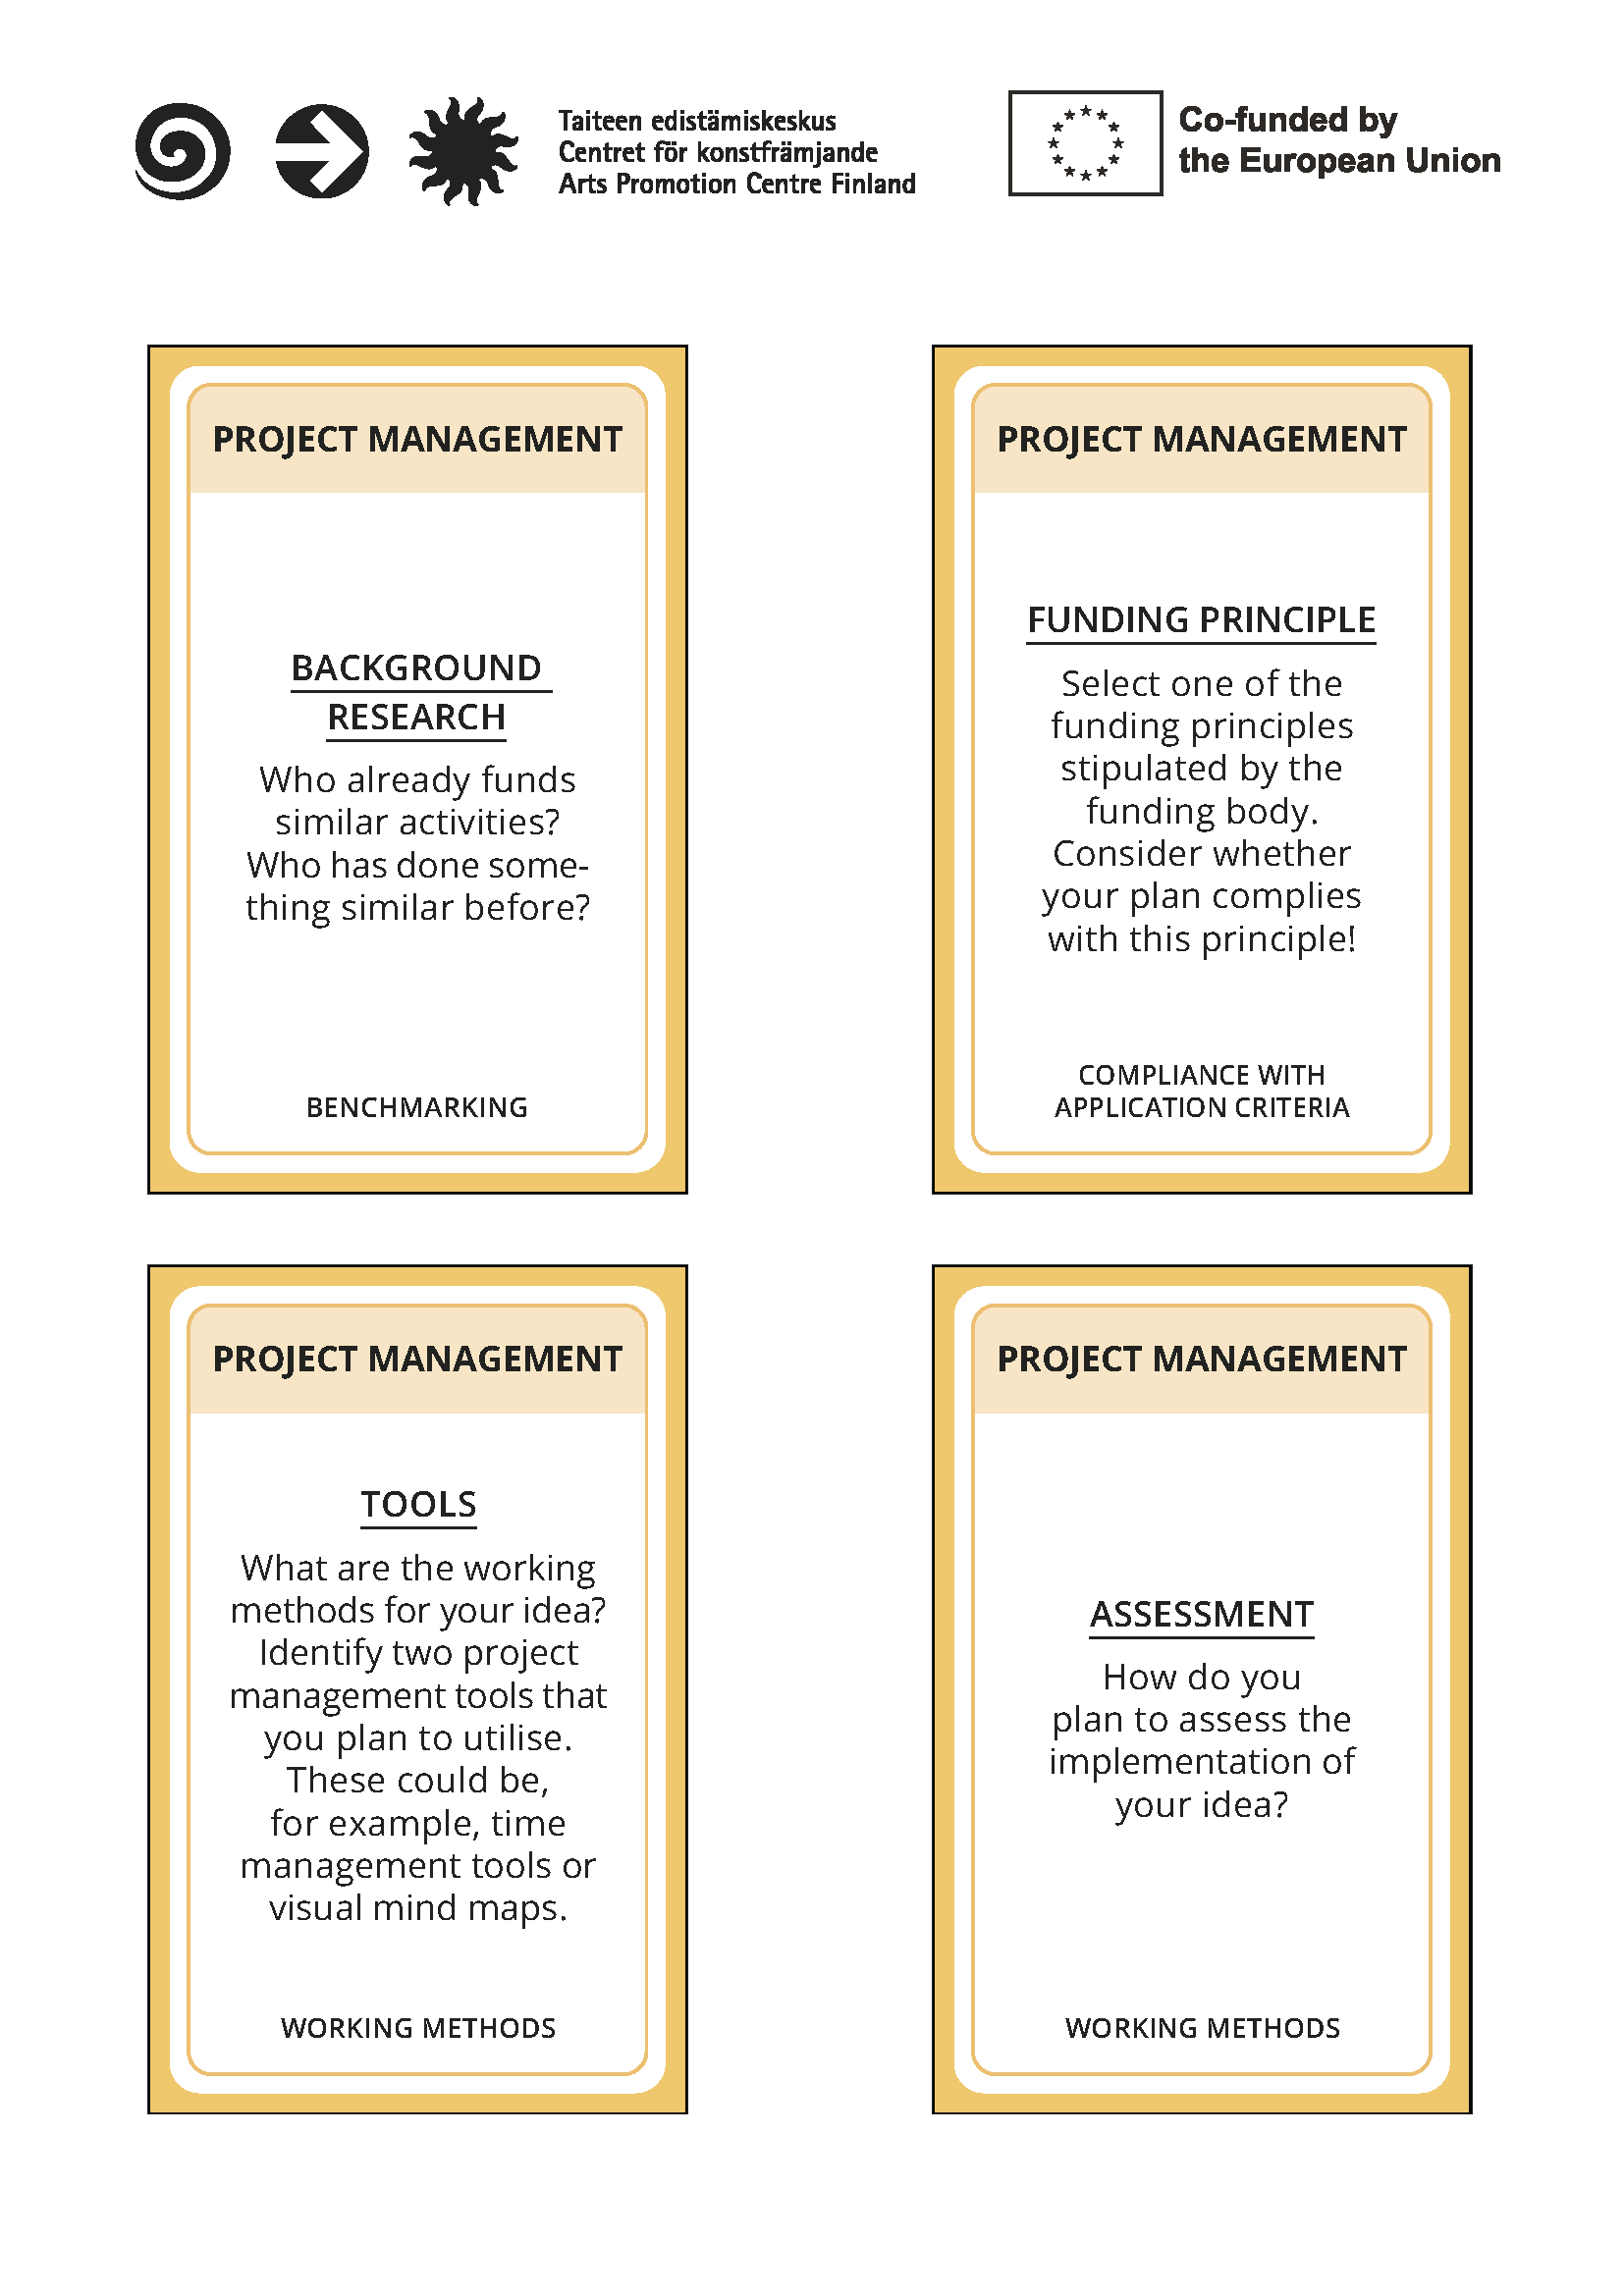 Taiteen edistämiskeskus
Centret för konstfrämjande
Arts Promotion Centre Finland
Co-funded by
the European Union
PROJECT MANAGEMENT
BACKGROUND
RESEARCH
Who already funds
similar activities?
Who has done some-
thing similar before?
BENCHMARKING
PROJECT MANAGEMENT
FUNDING PRINCIPLE
Select one of the
funding principles
stipulated by the
funding body.
Consider whether
your plan complies
with this principle!
COMPLIANCE WITH
APPLICATION CRITERIA
PROJECT MANAGEMENT
TOOLS
What are the working
methods for your idea?
Identify two project
management tools that
you plan to utilise.
These could be,
for example, time
management tools or
visual mind maps.
WORKING METHODS
PROJECT MANAGEMENT
ASSESSMENT
How do you
plan to assess the
implementation of
your idea?
WORKING METHODS